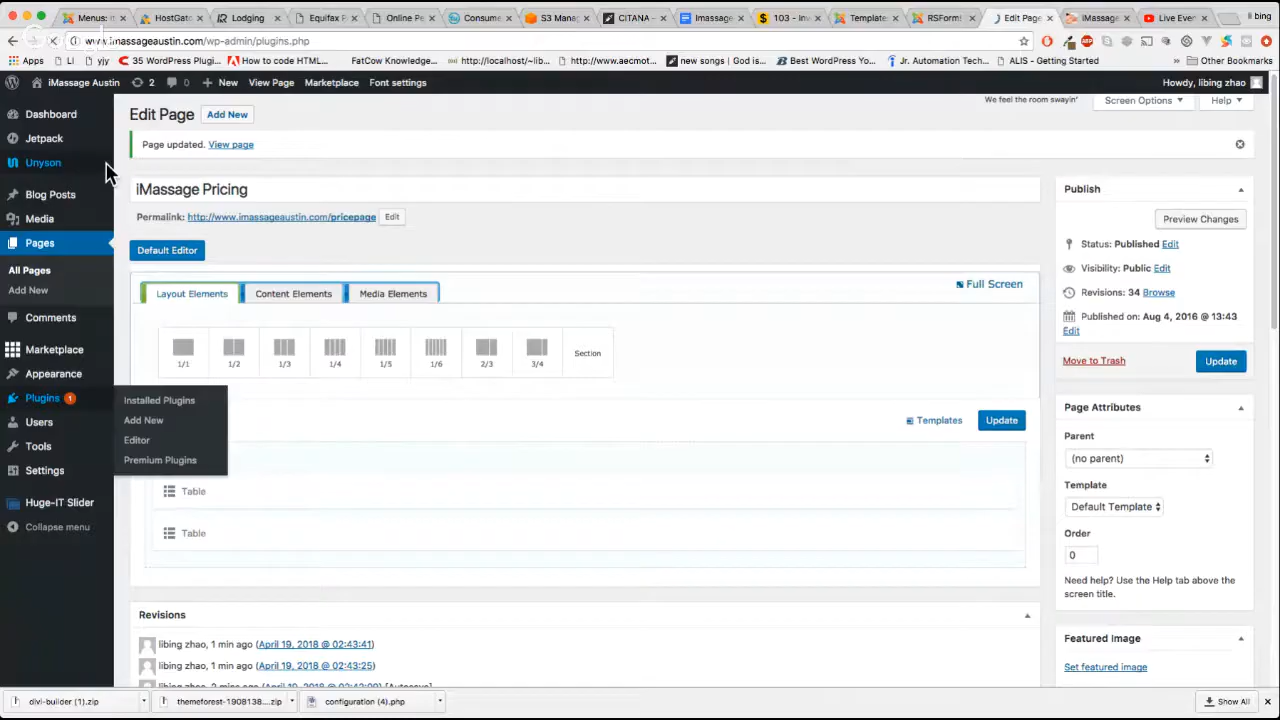 Menus:
HostGato
Lodging
Equifax F
Online Pe
Consume
S3 Mana
CITANA –
iMassage
103 - Inv
Template
RSForm!
Edit Page
iMassage
Live Even
li bing
www.imassageaustin.com/wp-admin/plugins.php
Apps
LI
yjy
35 WordPress Plugi...
How to code HTML...
FatCow Keyboards...
http://www.aecmot...
new songs | God is...
Best WordPress You...
Jr. Automation Tech...
ALIS - Getting Started
Other Bookmarks
iMassage Austin
2
0
New
View Page
Marketplace
Font settings
Howdy, libing zhao
Dashboard
Jetpack
Unyson
Blog Posts
Media
Pages
All Pages
Add New
Comments
Marketplace
Appearance
Plugins 1
Users
Tools
Settings
Huge-IT Slider
Collapse menu
Installed Plugins
Add New
Editor
Premium Plugins
Edit Page
Add New
We feel the room swayin'
Screen Options
Help
Page updated. View page
iMassage Pricing
Permalink: http://www.imassageaustin.com/pricepage Edit
Default Editor
Layout Elements
Content Elements
Media Elements
Full Screen
1/1
1/2
1/3
1/4
1/5
1/6
2/3
3/4
Section
Templates
Update
Table
Table
Revisions
libing zhao, 1 min ago (April 19, 2018 @ 02:43:41)
libing zhao, 1 min ago (April 19, 2018 @ 02:43:25)
Publish
Preview Changes
Status: Published Edit
Visibility: Public Edit
Revisions: 34 Browse
Published on: Aug 4, 2016 @ 13:43
Edit
Move to Trash
Update
Page Attributes
Parent
(no parent)
Template
Default Template
Order
0
Need help? Use the Help tab above the
screen title.
Featured Image
Set featured image
divi-builder (1).zip
themeforest-1908138....zip
configuration (4).php
Show All